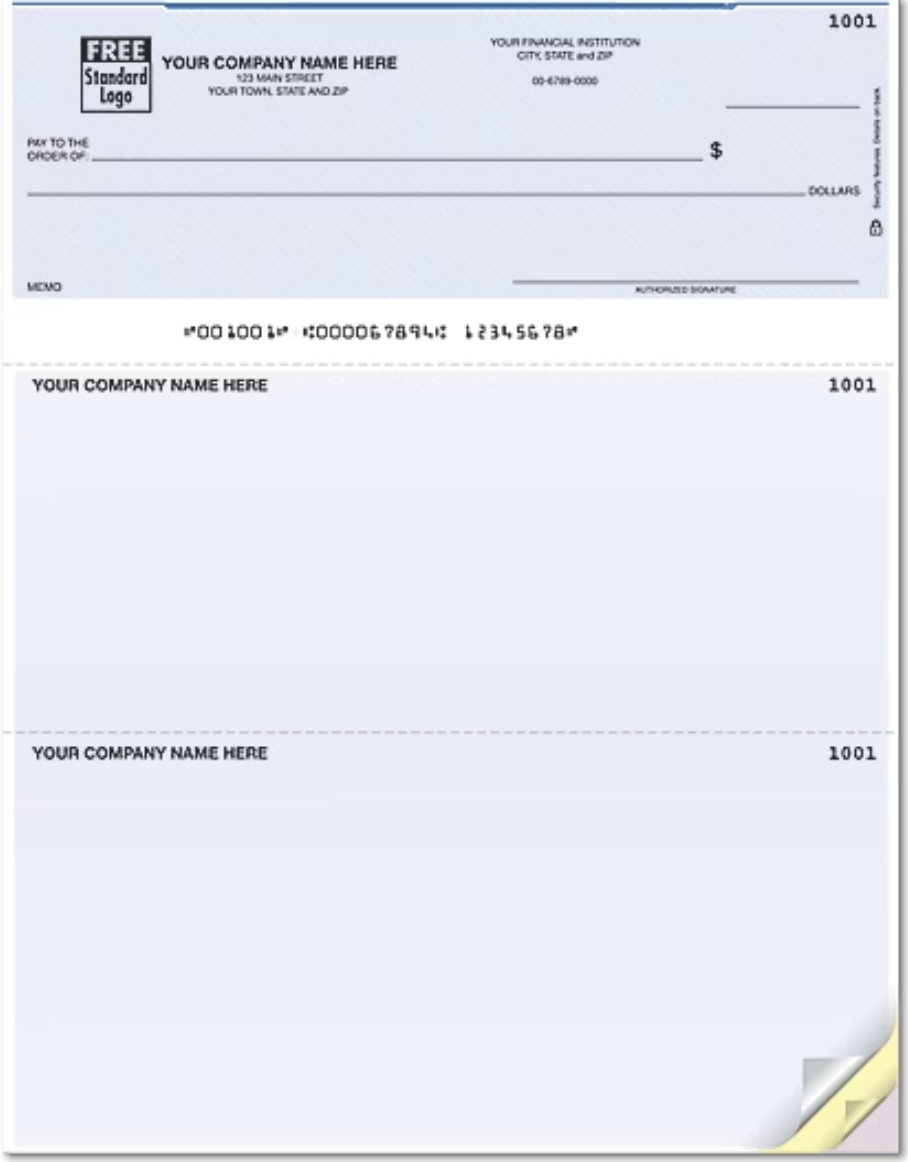 1001
FREE
Standard
Logo
YOUR COMPANY NAME HERE
123 MAIN STREET
YOUR TOWN, STATE AND ZIP
YOUR FINANCIAL INSTITUTION
CITY, STATE and ZIP
00-6789-0000
Security features. Details on back.
PAY TO THE
ORDER OF:
$
DOLLARS
MEMO
AUTHORIZED SIGNATURE
⑈001001⑈ ⑆000067894⑆ 12345678⑈
YOUR COMPANY NAME HERE 1001
YOUR COMPANY NAME HERE 1001